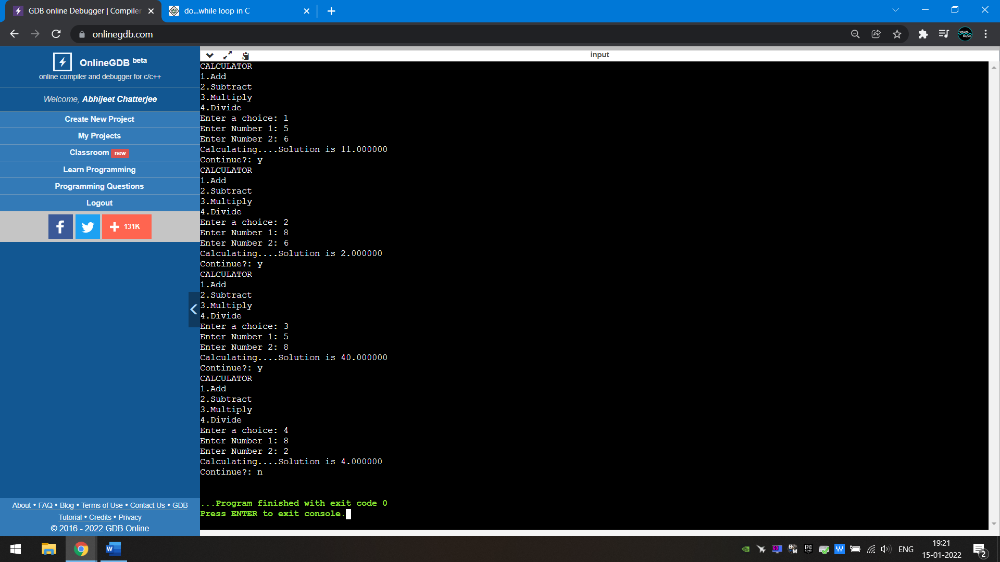 GDB online Debugger | Compiler
do...while loop in C
onlinegdb.com
OnlineGDB beta
online compiler and debugger for c/c++
Welcome, Abhijeet Chatterjee
Create New Project
My Projects
Classroom new
Learn Programming
Programming Questions
Logout
131K
About • FAQ • Blog • Terms of Use • Contact Us • GDB
Tutorial • Credits • Privacy
© 2016 - 2022 GDB Online
input
CALCULATOR
1.Add
2.Subtract
3.Multiply
4.Divide
Enter a choice: 1
Enter Number 1: 5
Enter Number 2: 6
Calculating....Solution is 11.000000
Continue?: y
CALCULATOR
1.Add
2.Subtract
3.Multiply
4.Divide
Enter a choice: 2
Enter Number 1: 8
Enter Number 2: 6
Calculating....Solution is 2.000000
Continue?: y
CALCULATOR
1.Add
2.Subtract
3.Multiply
4.Divide
Enter a choice: 3
Enter Number 1: 5
Enter Number 2: 8
Calculating....Solution is 40.000000
Continue?: y
CALCULATOR
1.Add
2.Subtract
3.Multiply
4.Divide
Enter a choice: 4
Enter Number 1: 8
Enter Number 2: 2
Calculating....Solution is 4.000000
Continue?: n
...Program finished with exit code 0
Press ENTER to exit console.
ENG
19:21
15-01-2022
2